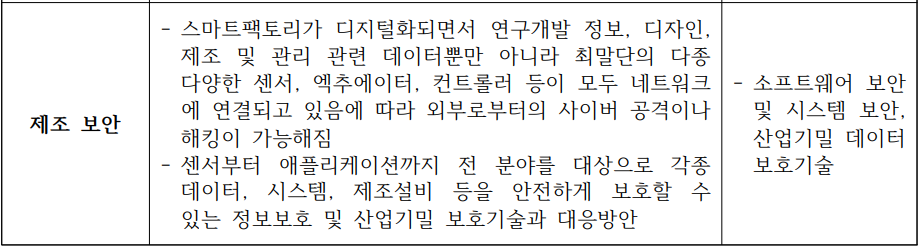 제조 보안
- 스마트팩토리가 디지털화되면서 연구개발 정보, 디자인,
제조 및 관리 관련 데이터뿐만 아니라 최말단의 다종
다양한 센서, 엑추에이터, 컨트롤러 등이 모두 네트워크
에 연결되고 있음에 따라 외부로부터의 사이버 공격이나
해킹이 가능해짐
- 센서부터 애플리케이션까지 전 분야를 대상으로 각종
데이터, 시스템, 제조설비 등을 안전하게 보호할 수
있는 정보보호 및 산업기밀 보호기술과 대응방안
- 소프트웨어 보안
및 시스템 보안,
산업기밀 데이터
보호기술